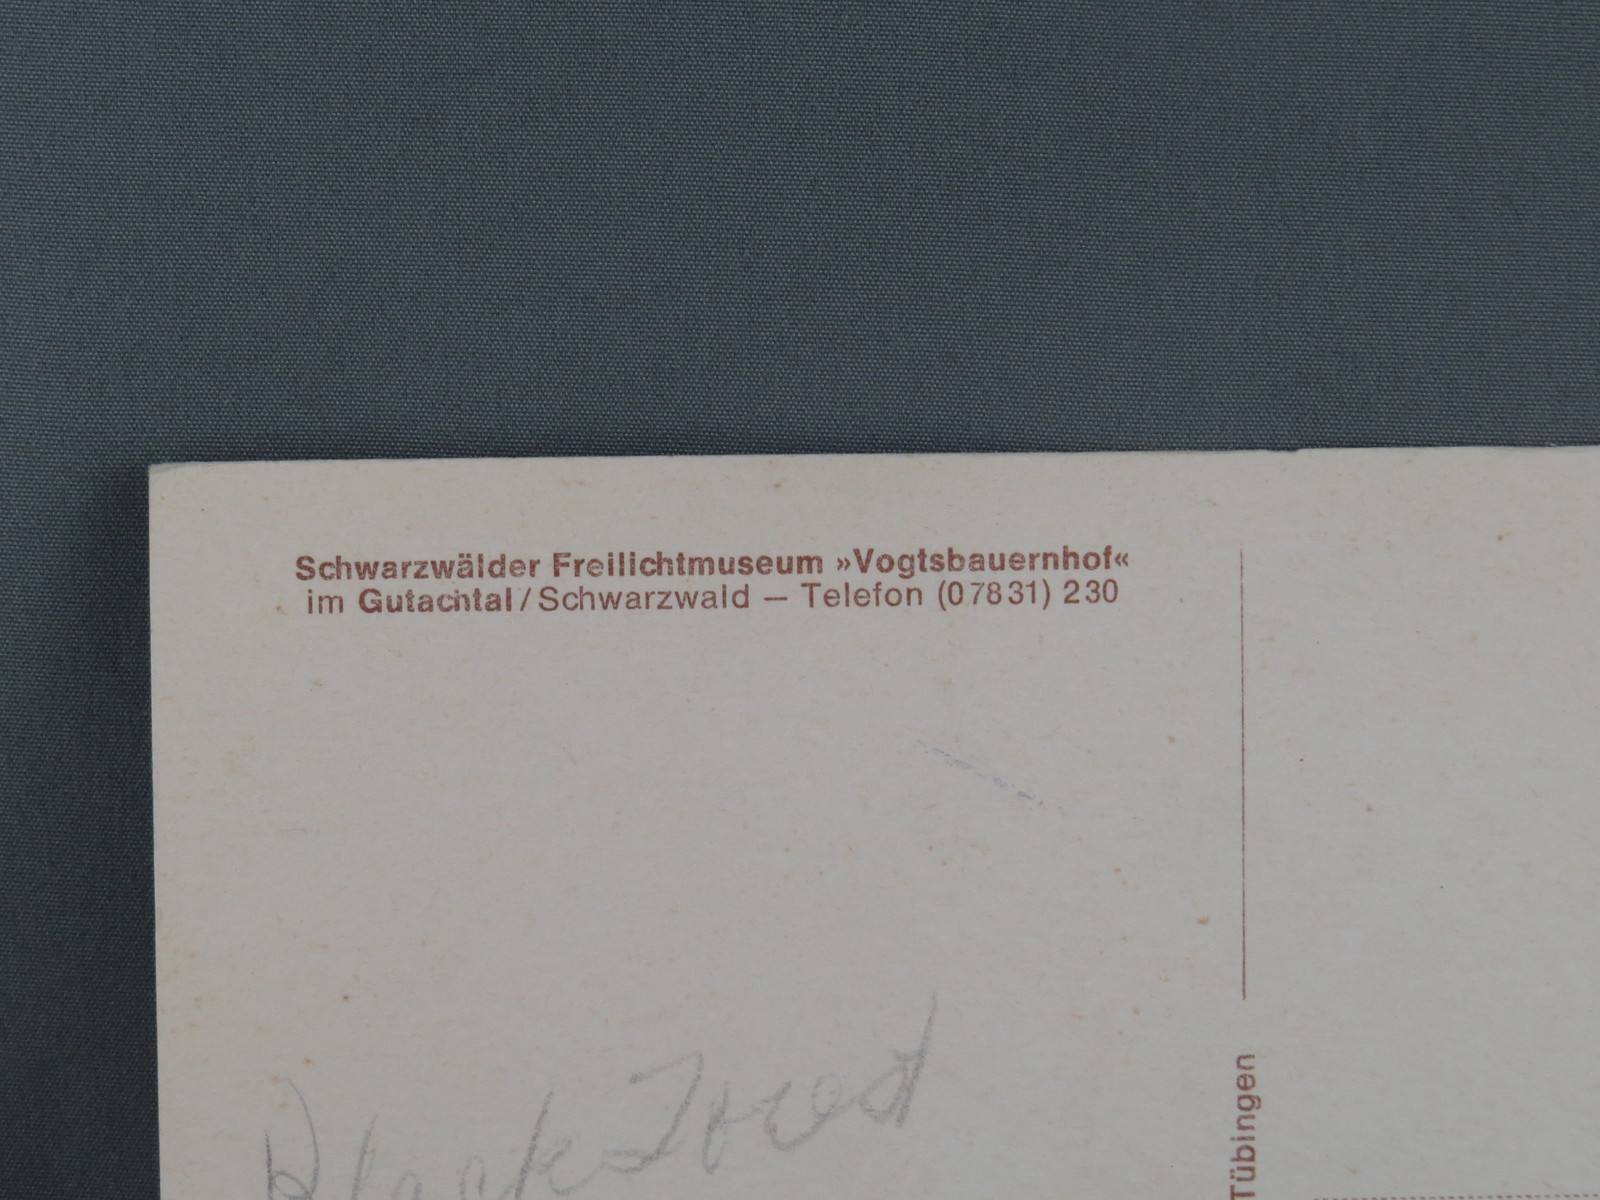 Schwarzwälder Freilichtmuseum »Vogtsbauernhof«
im Gutachtal/Schwarzwald — Telefon (07831) 230
Black Forest
Tübingen